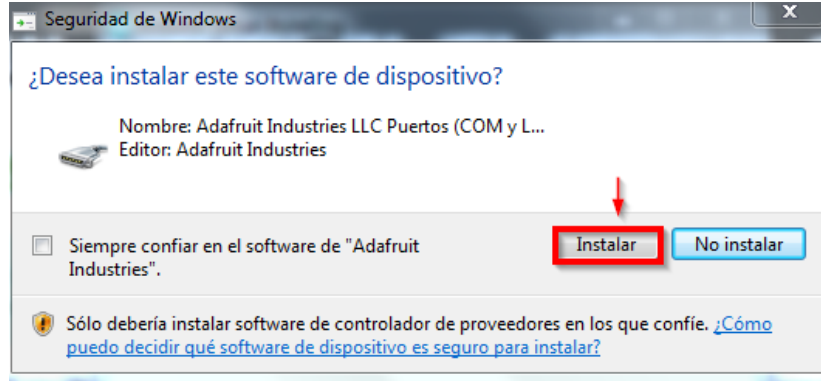 Seguridad de Windows
x
¿Desea instalar este software de dispositivo?
Nombre: Adafruit Industries LLC Puertos (COM y L...
Editor: Adafruit Industries
Siempre confiar en el software de "Adafruit
Industries".
Instalar
No instalar
Sólo debería instalar software de controlador de proveedores en los que confíe. ¿Cómo
puedo decidir qué software de dispositivo es seguro para instalar?